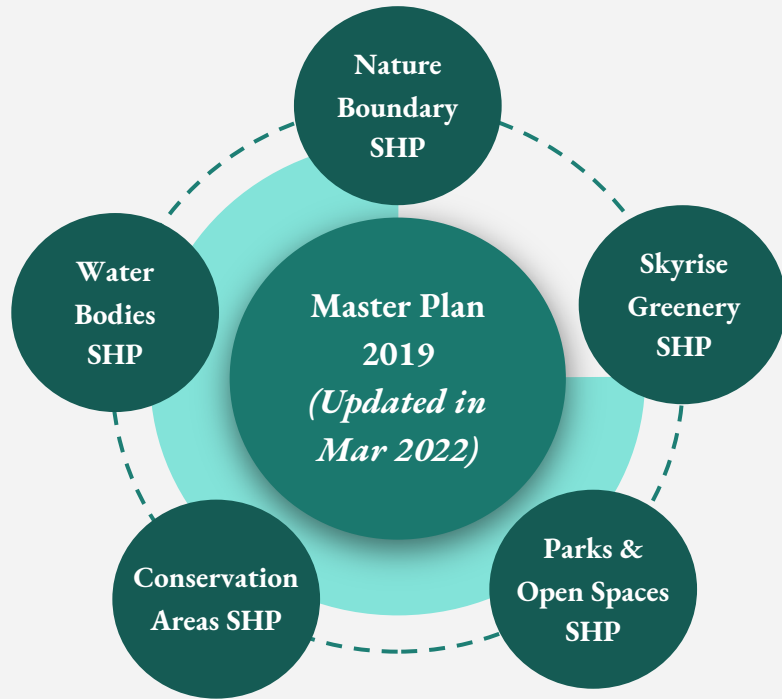 Nature
Boundary
SHP
Water
Bodies
SHP
Master Plan
2019
(Updated in
Mar 2022)
Skyrise
Greenery
SHP
Conservation
Areas SHP
Parks &
Open Spaces
SHP